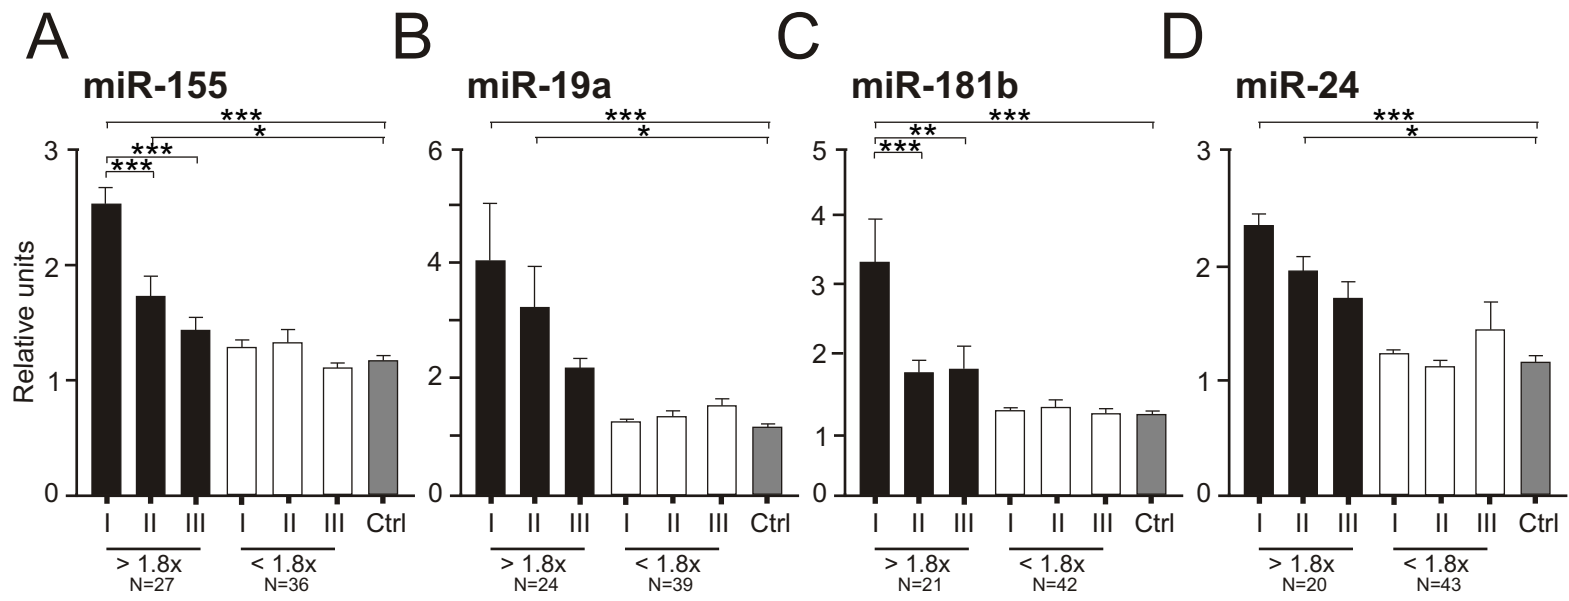 A B C D
miR-155 miR-19a miR-181b miR-24
*** *** *** ***
* * ** *
*** ***
***
3 6 5 3
4
2 4 3 2
2
1 2 1 1
0 0 0 0
Relative units
I II III I II III Ctrl I II III I II III Ctrl I II III I II III Ctrl I II III I II III Ctrl
> 1.8x < 1.8x > 1.8x < 1.8x > 1.8x < 1.8x > 1.8x < 1.8x
N=27 N=36 N=24 N=39 N=21 N=42 N=20 N=43